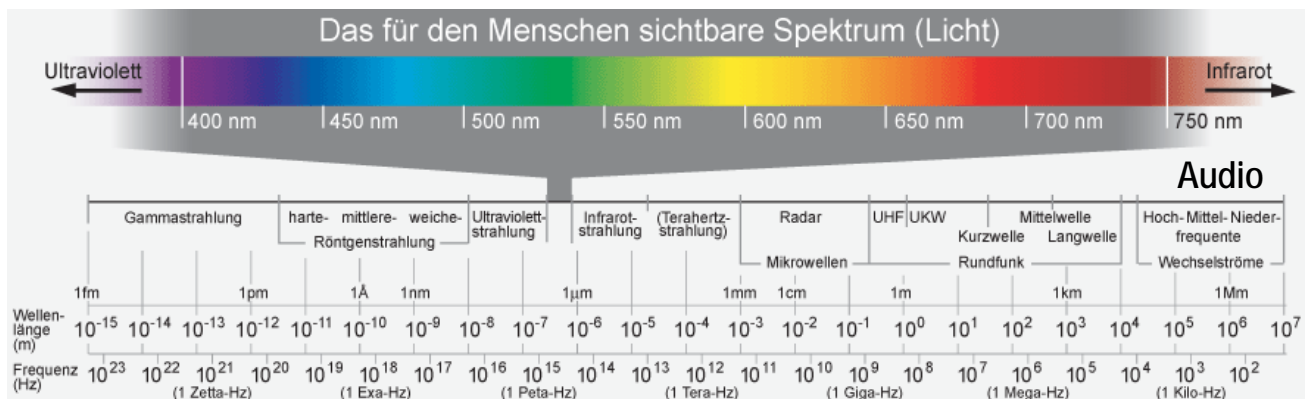 Das für den Menschen sichtbare Spektrum (Licht)
Ultraviolett
Infrarot
400 nm 450 nm 500 nm 550 nm 600 nm 650 nm 700 nm 750 nm
Audio
Gammastrahlung
harte- mittlere- weiche-
Röntgenstrahlung
Ultraviolett-
strahlung
Infrarot-
strahlung
(Terahertz-
strahlung)
Radar
Mikrowellen
UHF UKW
Mittelwelle
Kurzwelle Langwelle
Rundfunk
Hoch- Mittel- Nieder-
frequente
Wechselströme
1fm 1pm 1Å 1nm 1µm 1mm 1cm 1m 1km 1Mm
Wellen-
länge
(m)
10⁻¹⁵ 10⁻¹⁴ 10⁻¹³ 10⁻¹² 10⁻¹¹ 10⁻¹⁰ 10⁻⁹ 10⁻⁸ 10⁻⁷ 10⁻⁶ 10⁻⁵ 10⁻⁴ 10⁻³ 10⁻² 10⁻¹ 10⁰ 10¹ 10² 10³ 10⁴ 10⁵ 10⁶ 10⁷
Frequenz
(Hz)
10²³ 10²² 10²¹ 10²⁰ 10¹⁹ 10¹⁸ 10¹⁷ 10¹⁶ 10¹⁵ 10¹⁴ 10¹³ 10¹² 10¹¹ 10¹⁰ 10⁹ 10⁸ 10⁷ 10⁶ 10⁵ 10⁴ 10³ 10²
(1 Zetta-Hz) (1 Exa-Hz) (1 Peta-Hz) (1 Tera-Hz) (1 Giga-Hz) (1 Mega-Hz) (1 Kilo-Hz)